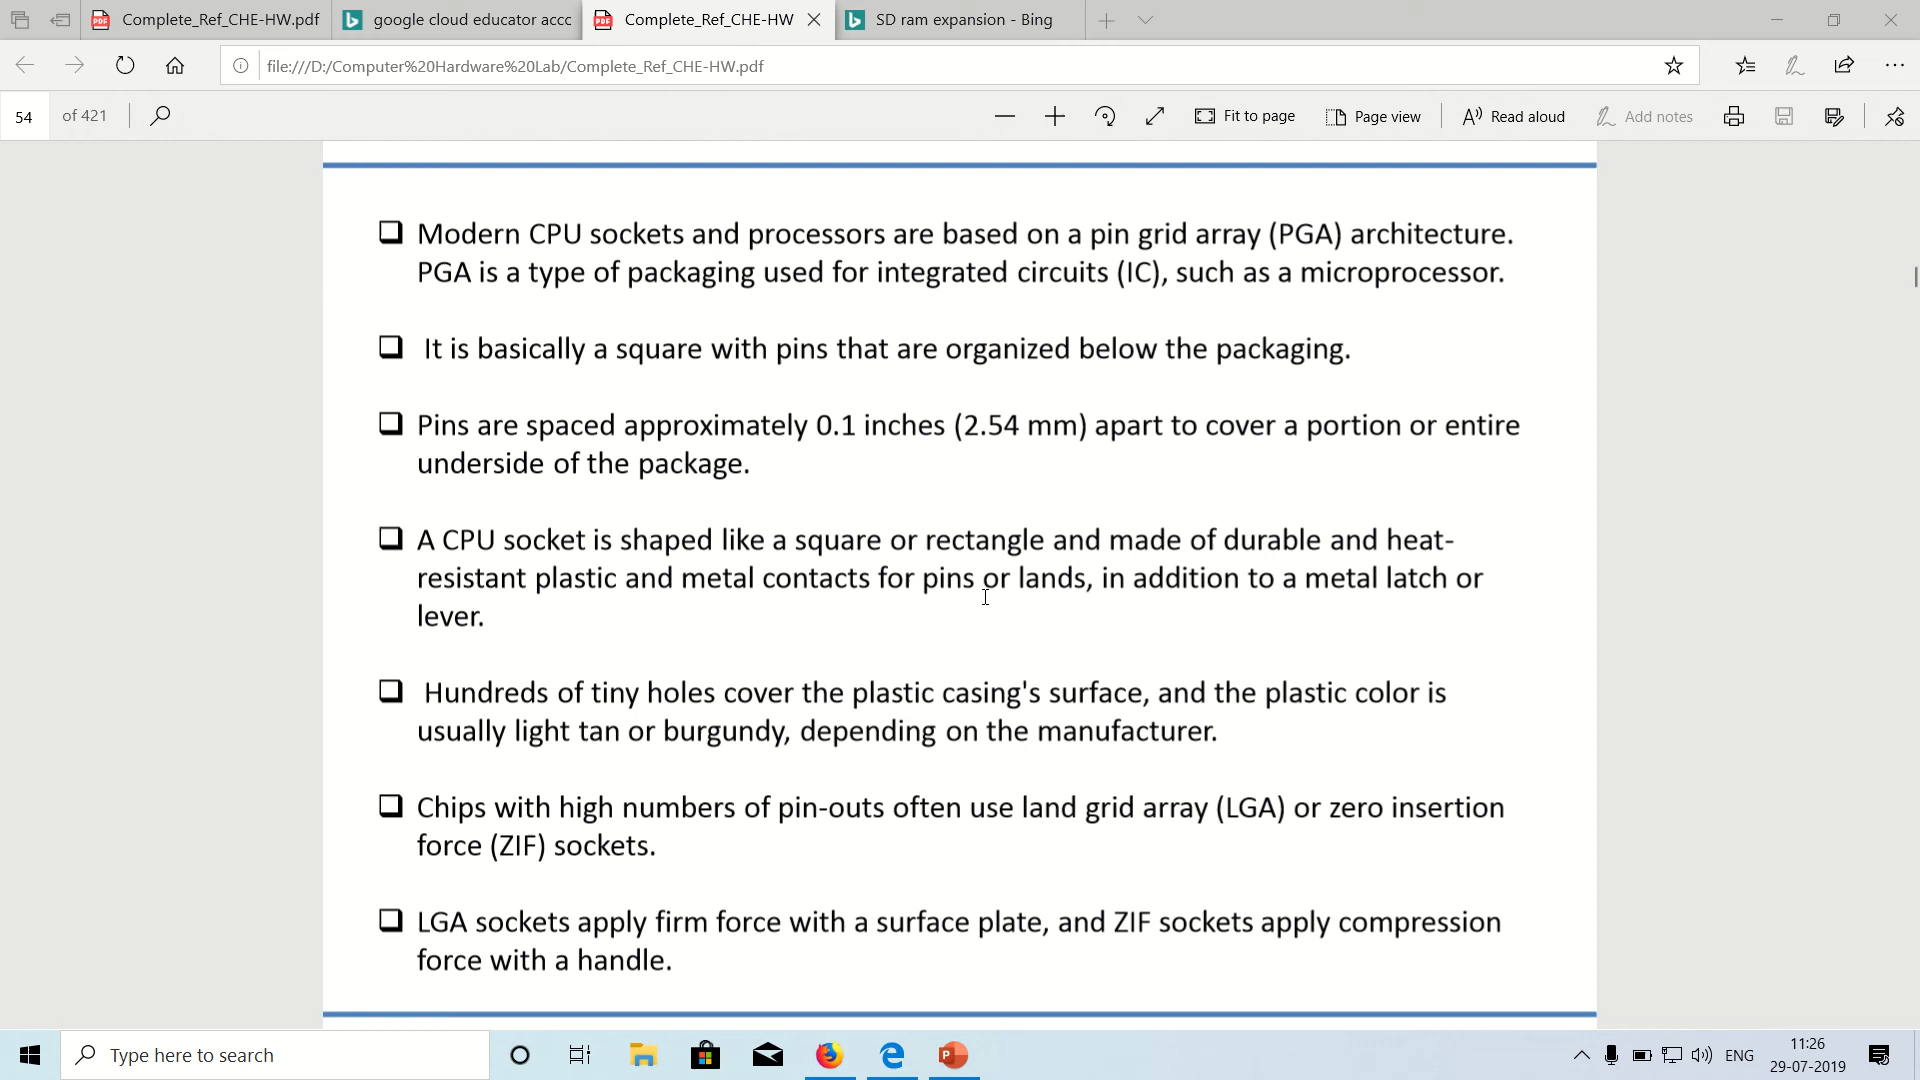 Complete_Ref_CHE-HW.pdf
google cloud educator accc
Complete_Ref_CHE-HW
SD ram expansion - Bing
file:///D:/Computer%20Hardware%20Lab/Complete_Ref_CHE-HW.pdf
54 of 421
Fit to page
Page view
Read aloud
Add notes
Modern CPU sockets and processors are based on a pin grid array (PGA) architecture.
PGA is a type of packaging used for integrated circuits (IC), such as a microprocessor.
It is basically a square with pins that are organized below the packaging.
Pins are spaced approximately 0.1 inches (2.54 mm) apart to cover a portion or entire
underside of the package.
A CPU socket is shaped like a square or rectangle and made of durable and heat-
resistant plastic and metal contacts for pins or lands, in addition to a metal latch or
lever.
Hundreds of tiny holes cover the plastic casing's surface, and the plastic color is
usually light tan or burgundy, depending on the manufacturer.
Chips with high numbers of pin-outs often use land grid array (LGA) or zero insertion
force (ZIF) sockets.
LGA sockets apply firm force with a surface plate, and ZIF sockets apply compression
force with a handle.
Type here to search
ENG
11:26
29-07-2019